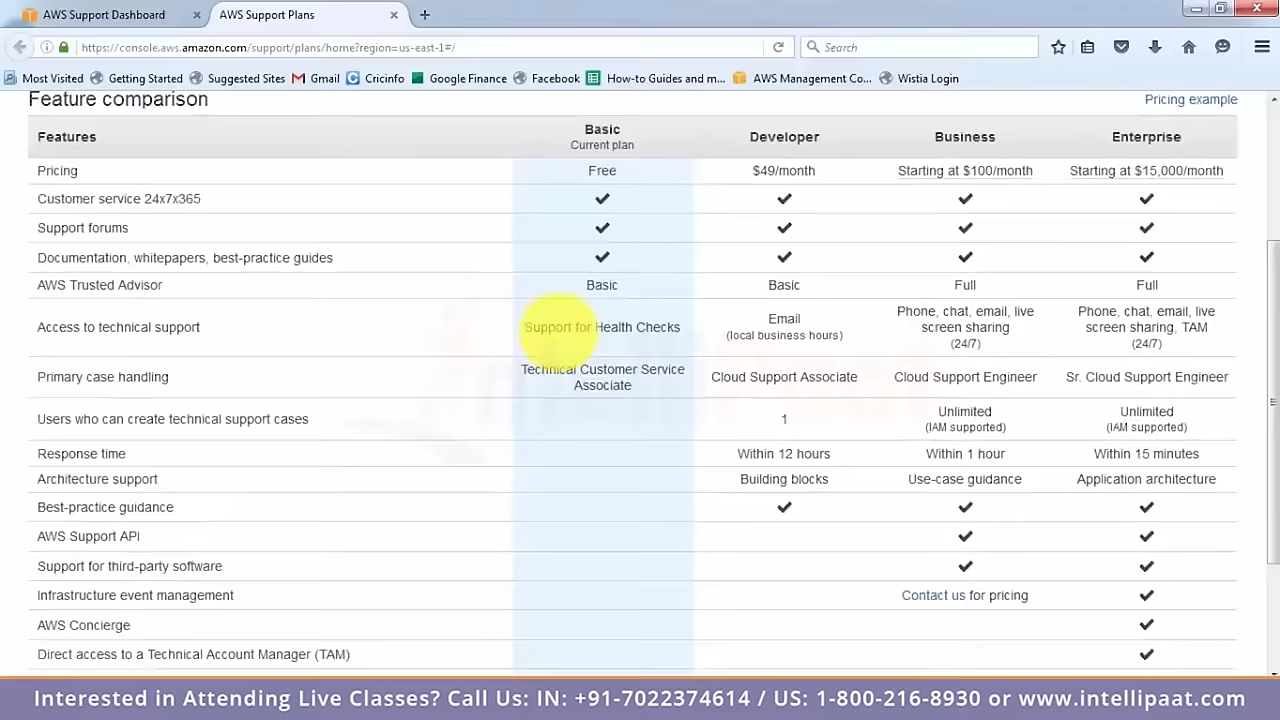 AWS Support Dashboard
AWS Support Plans
https://console.aws.amazon.com/support/plans/home?region=us-east-1#/
Search
Most Visited
Getting Started
Suggested Sites
Gmail
Cricinfo
Google Finance
Facebook
How-to Guides and m...
AWS Management Co...
Wistia Login
Feature comparison
Pricing example
Features
Basic
Current plan
Developer
Business
Enterprise
Pricing
Free
$49/month
Starting at $100/month
Starting at $15,000/month
Customer service 24x7x365
Support forums
Documentation, whitepapers, best-practice guides
AWS Trusted Advisor
Basic
Basic
Full
Full
Access to technical support
Support for Health Checks
Email
(local business hours)
Phone, chat, email, live
screen sharing
(24/7)
Phone, chat, email, live
screen sharing, TAM
(24/7)
Primary case handling
Technical Customer Service
Associate
Cloud Support Associate
Cloud Support Engineer
Sr. Cloud Support Engineer
Users who can create technical support cases
1
Unlimited
(IAM supported)
Unlimited
(IAM supported)
Response time
Within 12 hours
Within 1 hour
Within 15 minutes
Architecture support
Building blocks
Use-case guidance
Application architecture
Best-practice guidance
AWS Support API
Support for third-party software
Infrastructure event management
Contact us for pricing
AWS Concierge
Direct access to a Technical Account Manager (TAM)
Interested in Attending Live Classes? Call Us: IN: +91-7022374614 / US: 1-800-216-8930 or www.intellipaat.com